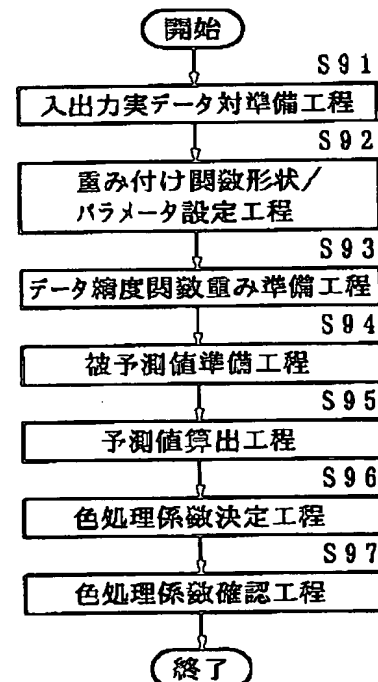 開始
S91
入出力実データ対準備工程
S92
重み付け関数形状/
パラメータ設定工程
S93
データ精度関数重み準備工程
S94
被予測値準備工程
S95
予測値算出工程
S96
色処理係数決定工程
S97
色処理係数確認工程
終了